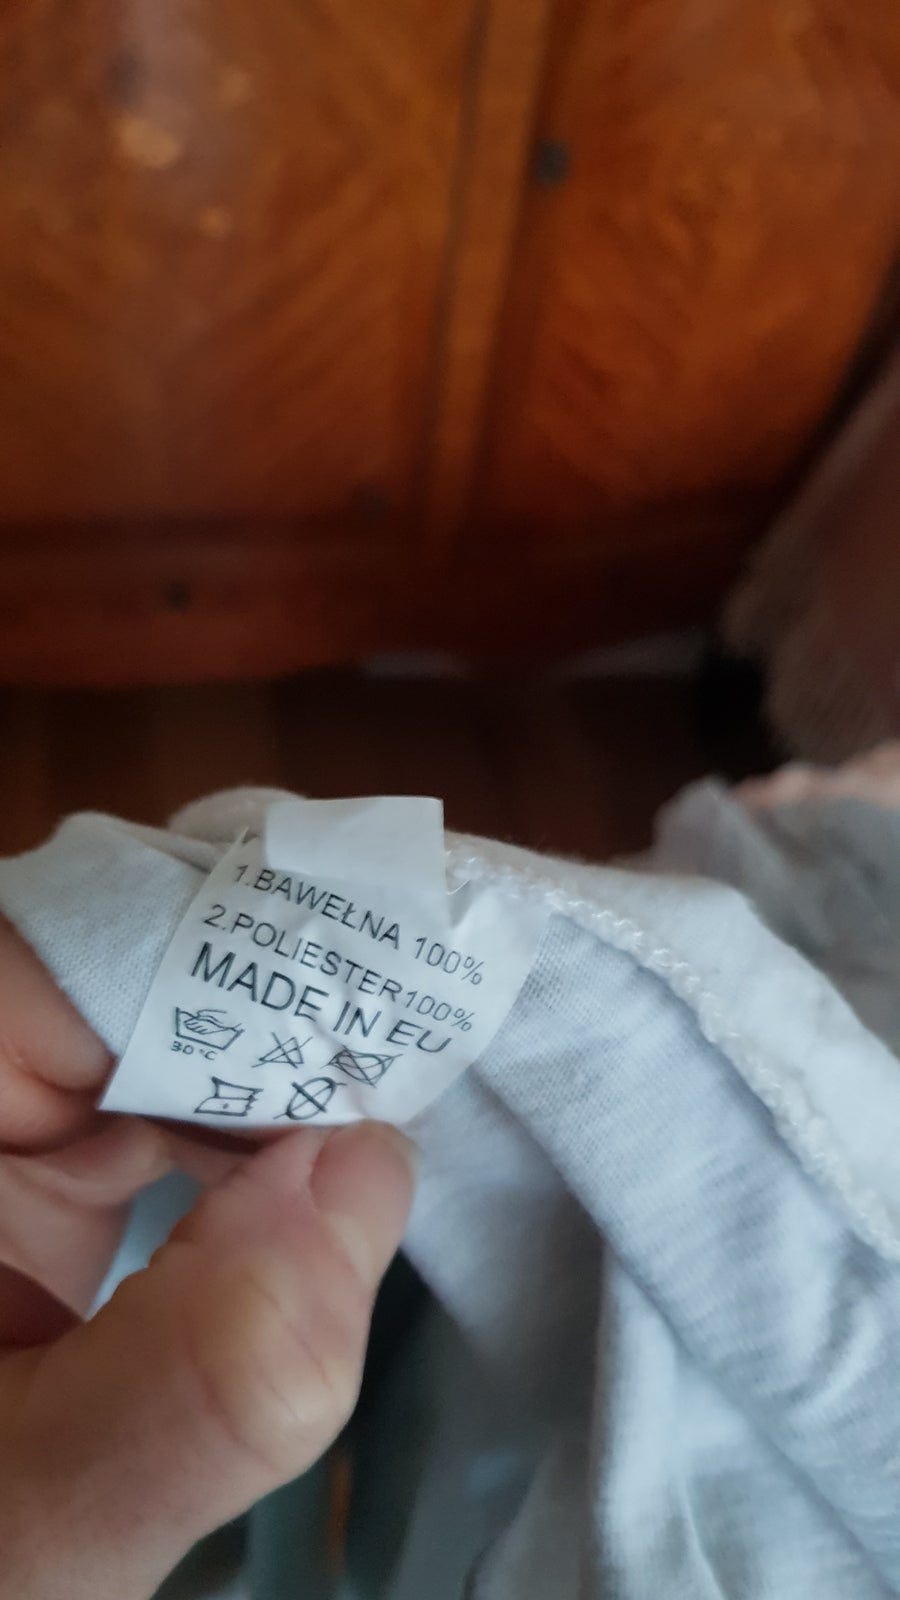 1.BAWEŁNA 100%
2.POLIESTER100%
MADE IN EU
30°C